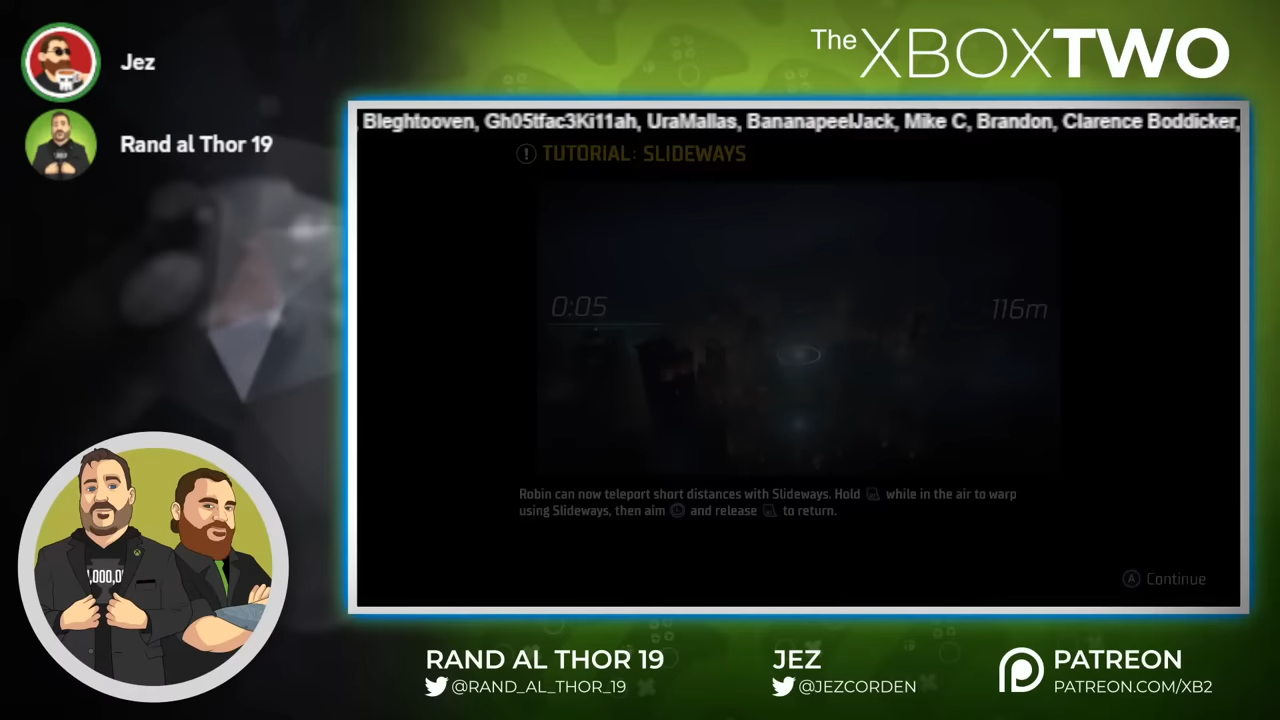 Jez
Rand al Thor 19
The XBOXTWO
, Bleghtooven, Gh05tfac3Ki11ah, UraMallas, BananapeelJack, Mike C, Brandon, Clarence Boddicker,
! TUTORIAL: SLIDEWAYS
0:05
116m
Robin can now teleport short distances with Slideways. Hold while in the air to warp
using Slideways, then aim and release to return.
A Continue
,000,0
RAND AL THOR 19
@RAND_AL_THOR_19
JEZ
@JEZCORDEN
PATREON
PATREON.COM/XB2